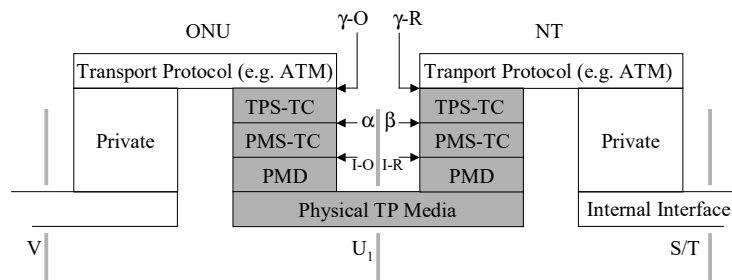 ONU γ-O γ-R NT
Transport Protocol (e.g. ATM) Tranport Protocol (e.g. ATM)
TPS-TC TPS-TC
α β
Private PMS-TC PMS-TC Private
I-O I-R
PMD PMD
Physical TP Media Internal Interface
V U1 S/T